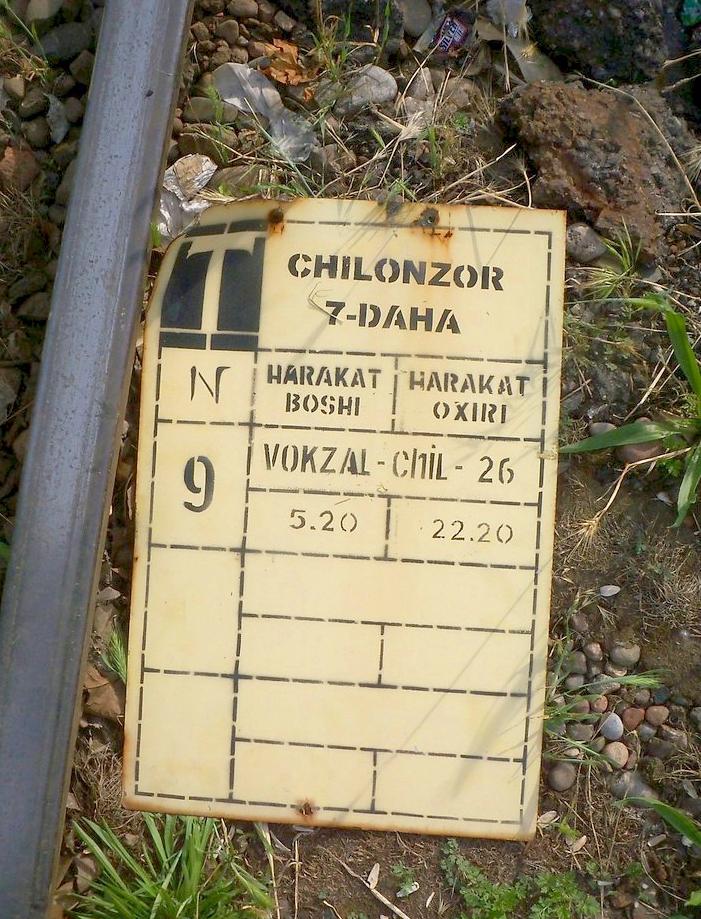 T
CHILONZOR
7-DAHA
N
HARAKAT
BOSHI
HARAKAT
OXIRI
9
VOKZAL-CHIL-26
5.20
22.20